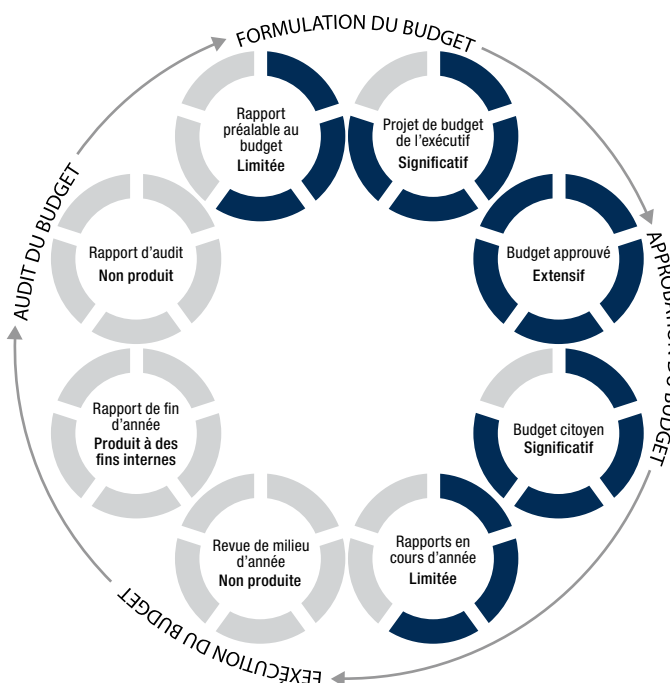 FORMULATION DU BUDGET
Rapport
préalable au
budget
Limitée
Projet de budget
de l'exécutif
Significatif
APPROBATION DU BUDGET
Budget approuvé
Extensif
Budget citoyen
Significatif
Rapports en
cours d'année
Limitée
EEXÉCUTION DU BUDGET
Revue de milieu
d'année
Non produite
Rapport de fin
d'année
Produit à des
fins internes
AUDIT DU BUDGET
Rapport d'audit
Non produit